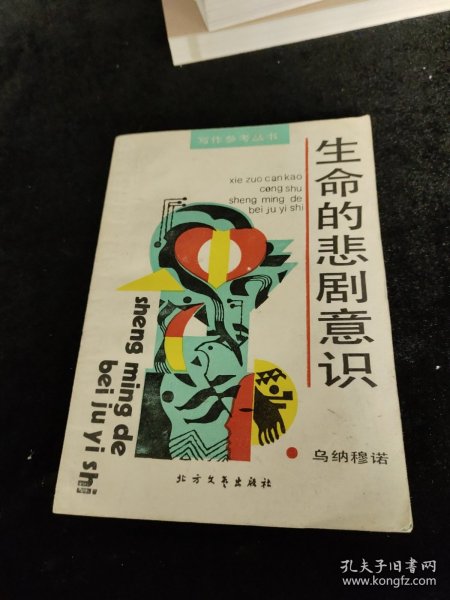 写作参考丛书
xie zuo can kao
cong shu
sheng ming de
bei ju yi shi
生命的悲剧意识
sheng ming de
bei ju yi shi
乌纳穆诺
北方文艺出版社
孔夫子旧书网
www.kongfz.com